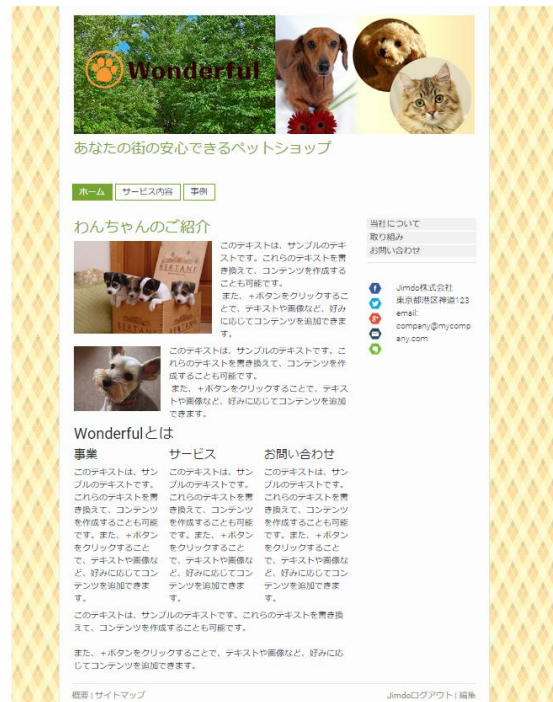 Wonderful
あなたの街の安心できるペットショップ
ホーム サービス内容 事例
わんちゃんのご紹介
このテキストは、サンプルのテキ
ストです。これらのテキストを書
き換えて、コンテンツを作成する
ことも可能です。
また、+ボタンをクリックするこ
とで、テキストや画像など、好み
に応じてコンテンツを追加できま
す。
BERTANI
このテキストは、サンプルのテキストです。こ
れらのテキストを書き換えて、コンテンツを作
成することも可能です。
また、+ボタンをクリックすることで、テキス
トや画像など、好みに応じてコンテンツを追加
できます。
Wonderfulとは
事業
このテキストは、サン
プルのテキストです。
これらのテキストを書
き換えて、コンテンツ
を作成することも可能
です。また、+ボタン
をクリックすること
で、テキストや画像な
ど、好みに応じてコン
テンツを追加できま
す。
サービス
このテキストは、サン
プルのテキストです。
これらのテキストを書
き換えて、コンテンツ
を作成することも可能
です。また、+ボタン
をクリックすること
で、テキストや画像な
ど、好みに応じてコン
テンツを追加できま
す。
お問い合わせ
このテキストは、サン
プルのテキストです。
これらのテキストを書
き換えて、コンテンツ
を作成することも可能
です。また、+ボタン
をクリックすること
で、テキストや画像な
ど、好みに応じてコン
テンツを追加できま
す。
このテキストは、サンプルのテキストです。これらのテキストを書き換
えて、コンテンツを作成することも可能です。
また、+ボタンをクリックすることで、テキストや画像など、好みに応
じてコンテンツを追加できます。
当社について
取り組み
お問い合わせ
Jimdo株式会社
東京都港区神道123
email:
company@mycomp
any.com
概要 | サイトマップ
Jimdoログアウト | 編集